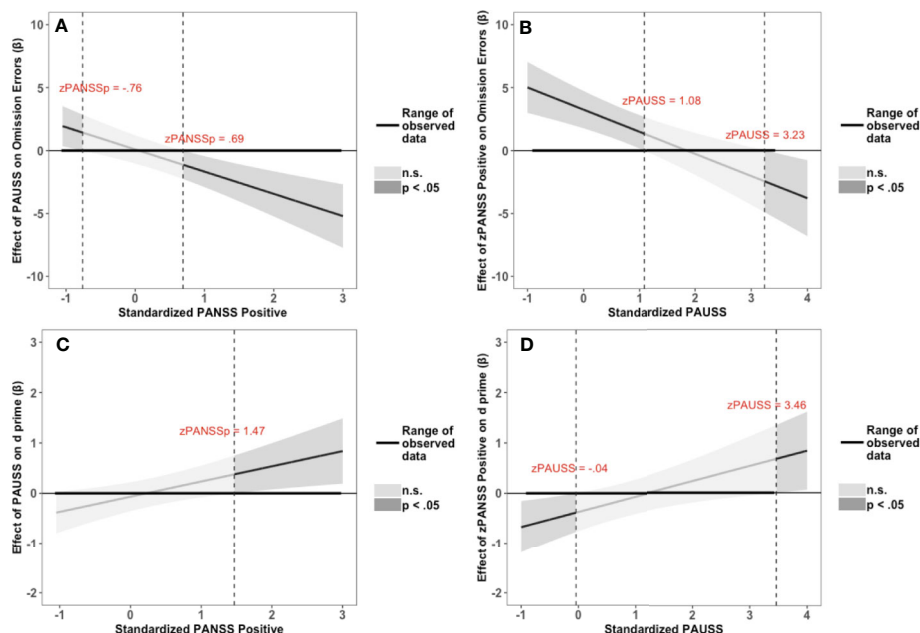 A
Effect of PAUSS on Omission Errors (β)
10
5
0
-5
-10
zPANSSp = -.76
zPANSSp = .69
-1
0
1
2
3
Standardized PANSS Positive
Range of
observed
data
n.s.
p < .05
B
Effect of zPANSS Positive on Omission Errors (β)
10
5
0
-5
-10
zPAUSS = 1.08
zPAUSS = 3.23
-1
0
1
2
3
4
Standardized PAUSS
Range of
observed
data
n.s.
p < .05
C
Effect of PAUSS on d prime (β)
3
2
1
0
-1
-2
zPANSSp = 1.47
-1
0
1
2
3
Standardized PANSS Positive
Range of
observed
data
n.s.
p < .05
D
Effect of zPANSS Positive on d prime (β)
3
2
1
0
-1
-2
zPAUSS = -.04
zPAUSS = 3.46
-1
0
1
2
3
4
Standardized PAUSS
Range of
observed
data
n.s.
p < .05